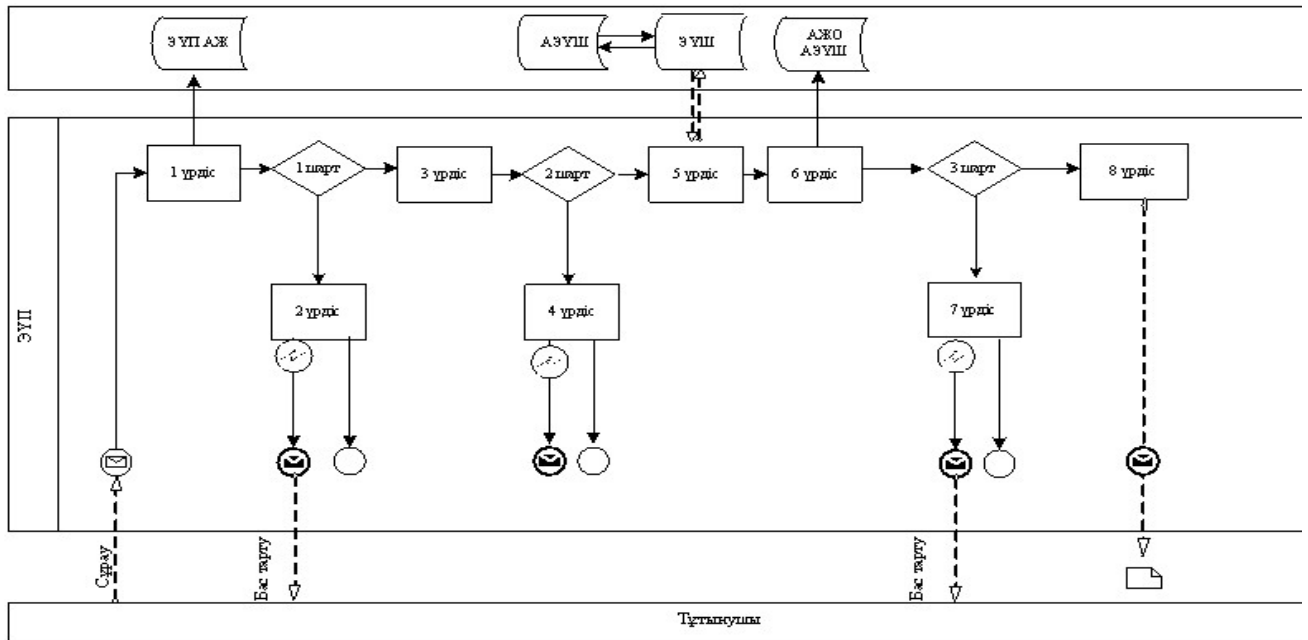 ЭҮП АЖ
АЭҮШ
ЭҮШ
АЖО
АЭҮШ
1 үрдіс
1 шарт
3 үрдіс
2 шарт
5 үрдіс
6 үрдіс
3 шарт
8 үрдіс
2 үрдіс
4 үрдіс
7 үрдіс
ЭҮП
Сұрау
Бас тарту
Бас тарту
Тұтынушы